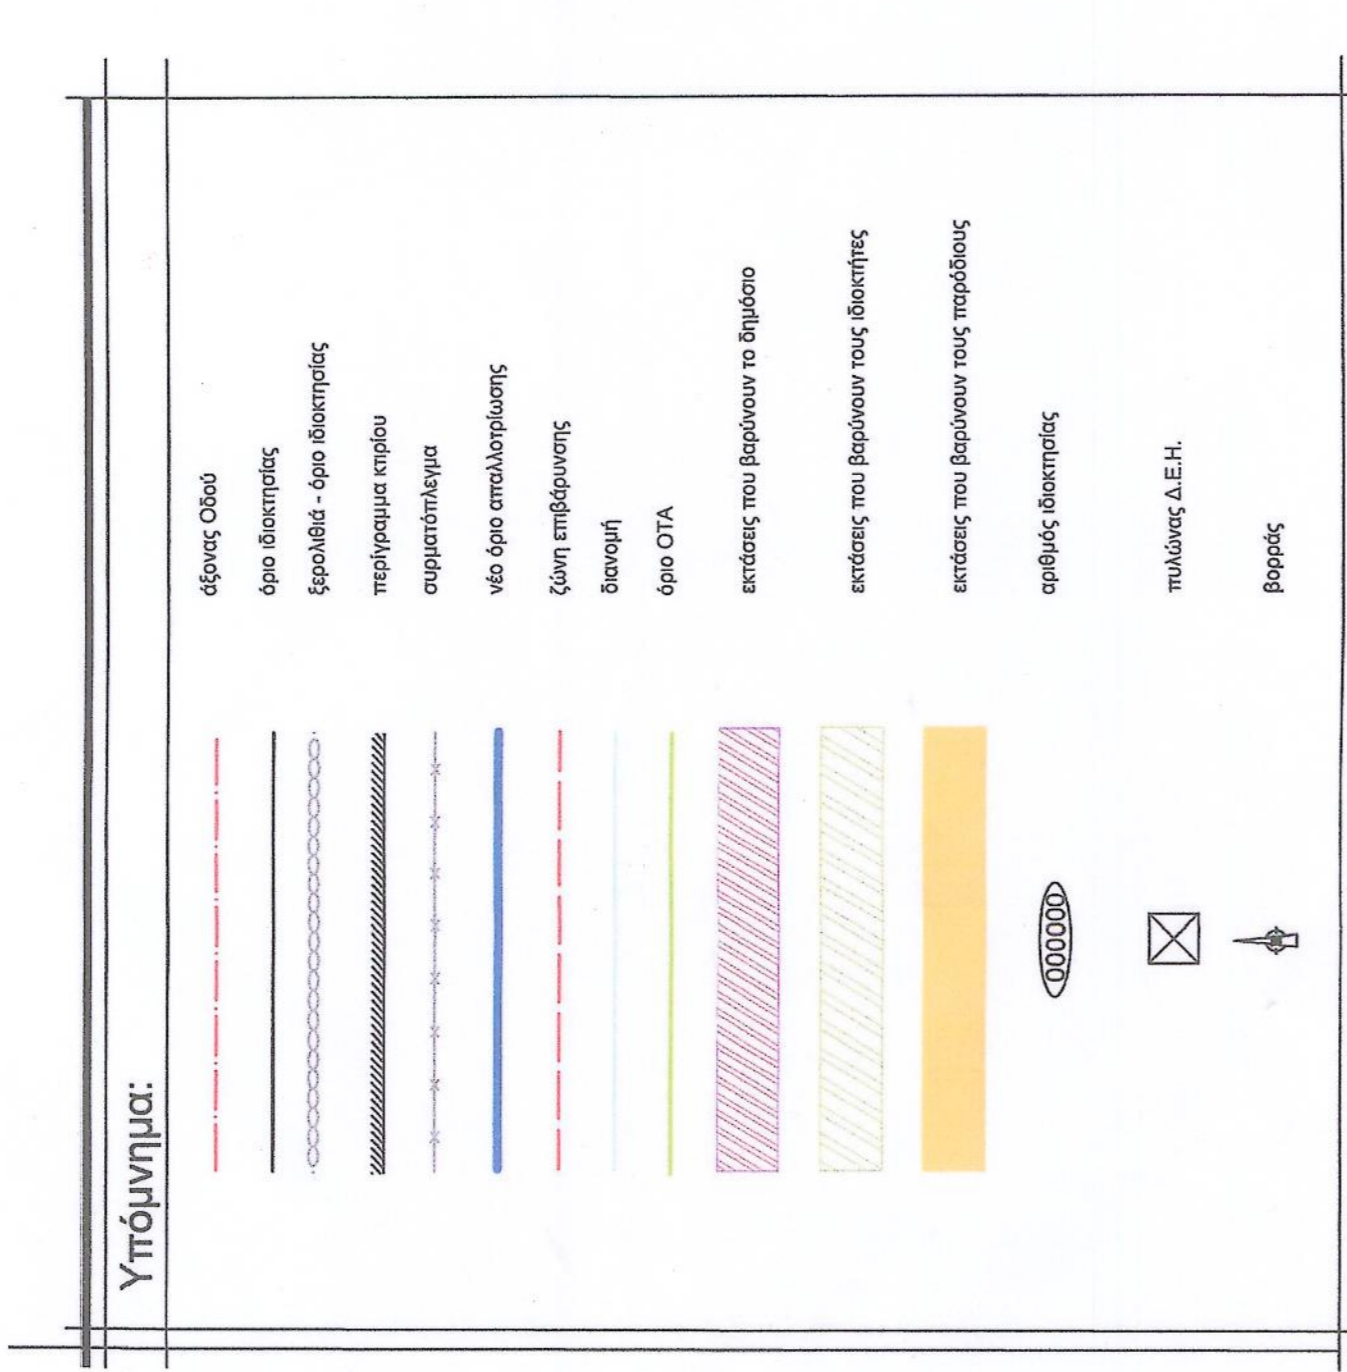 Υπόμνημα:
άξονας Οδού
όριο ιδιοκτησίας
ξερολιθιά - όριο ιδιοκτησίας
περίγραμμα κτιρίου
συρματόπλεγμα
νέο όριο απαλλοτρίωσης
ζώνη επιβάρυνσης
διανομή
όριο ΟΤΑ
εκτάσεις που βαρύνουν το δημόσιο
εκτάσεις που βαρύνουν τους ιδιοκτήτες
εκτάσεις που βαρύνουν τους παρόδιους
000000 αριθμός ιδιοκτησίας
πυλώνας Δ.Ε.Η.
βορράς